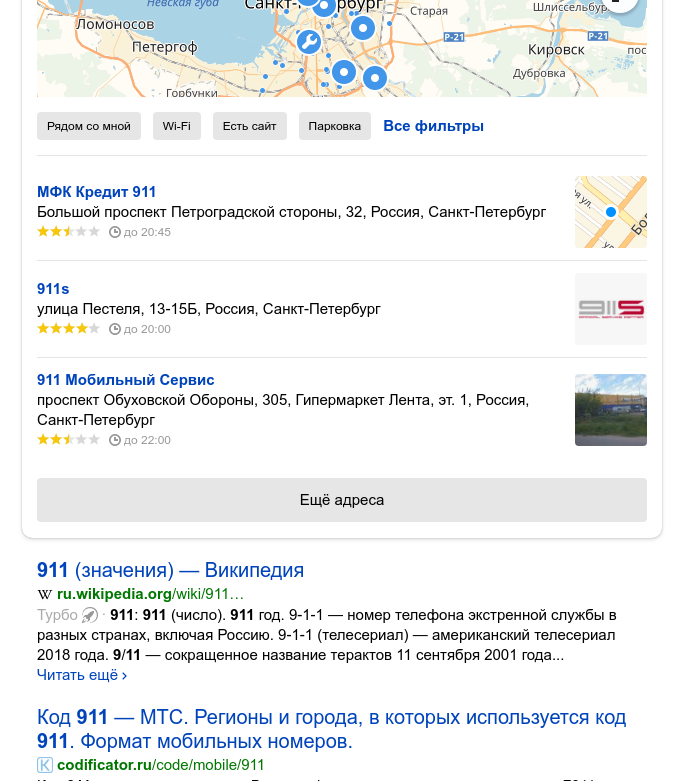 Невская губа
Санкт-Петербург
Ломоносов
Петергоф
Горбунки
Старая
Шлиссельбург
Р-21
Р-21
Кировск
Дубровка
Рядом со мной
Wi-Fi
Есть сайт
Парковка
Все фильтры
МФК Кредит 911
Большой проспект Петроградской стороны, 32, Россия, Санкт-Петербург
до 20:45
911s
улица Пестеля, 13-15Б, Россия, Санкт-Петербург
до 20:00
911S
911 Мобильный Сервис
проспект Обуховской Обороны, 305, Гипермаркет Лента, эт. 1, Россия,
Санкт-Петербург
до 22:00
Ещё адреса
911 (значения) — Википедия
W ru.wikipedia.org/wiki/911…
Турбо · 911: 911 (число). 911 год. 9-1-1 — номер телефона экстренной службы в
разных странах, включая Россию. 9-1-1 (телесериал) — американский телесериал
2018 года. 9/11 — сокращенное название терактов 11 сентября 2001 года...
Читать ещё ›
Код 911 — МТС. Регионы и города, в которых используется код
911. Формат мобильных номеров.
K codificator.ru/code/mobile/911